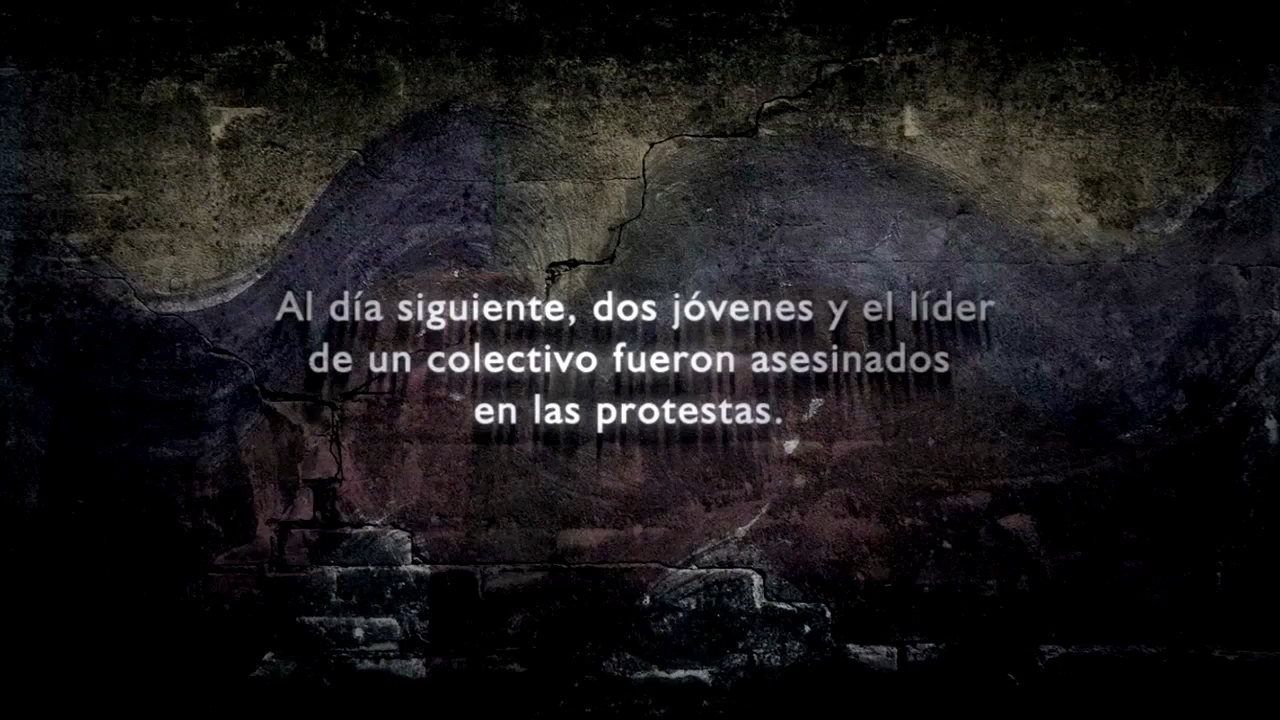 Al día siguiente, dos jóvenes y el líder
de un colectivo fueron asesinados
en las protestas.